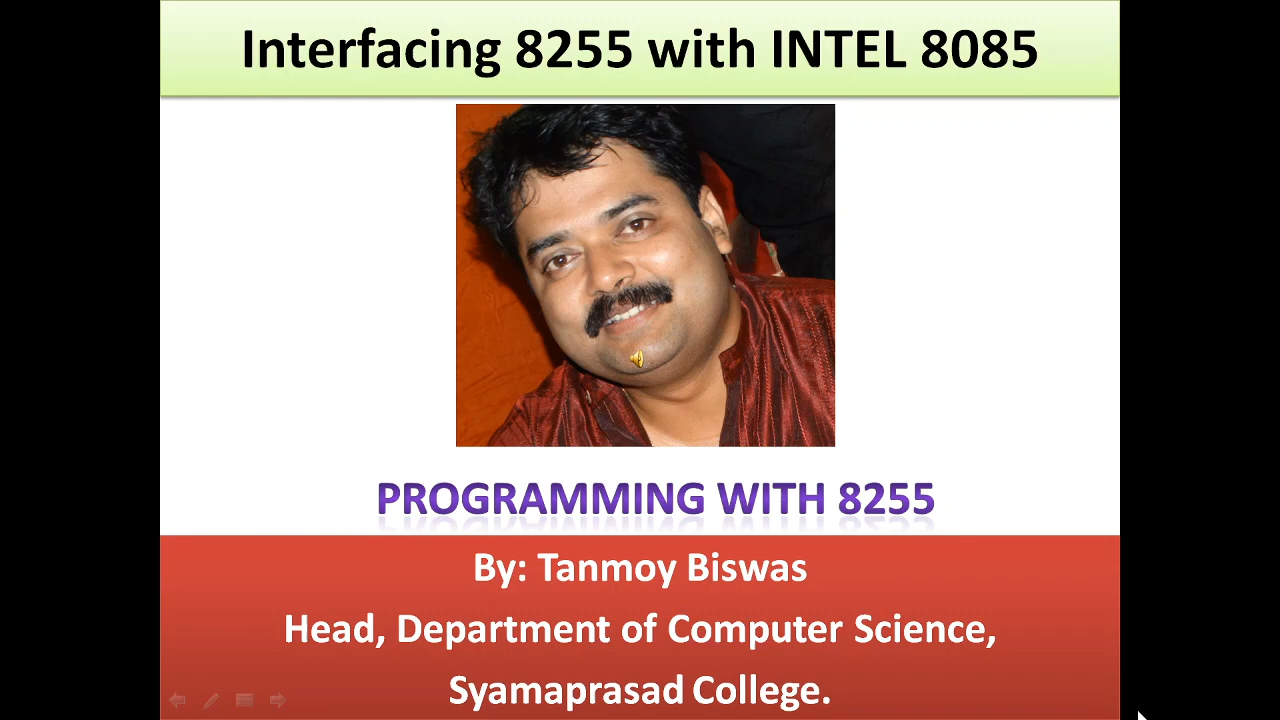 Interfacing 8255 with INTEL 8085
PROGRAMMING WITH 8255
By: Tanmoy Biswas
Head, Department of Computer Science,
Syamaprasad College.